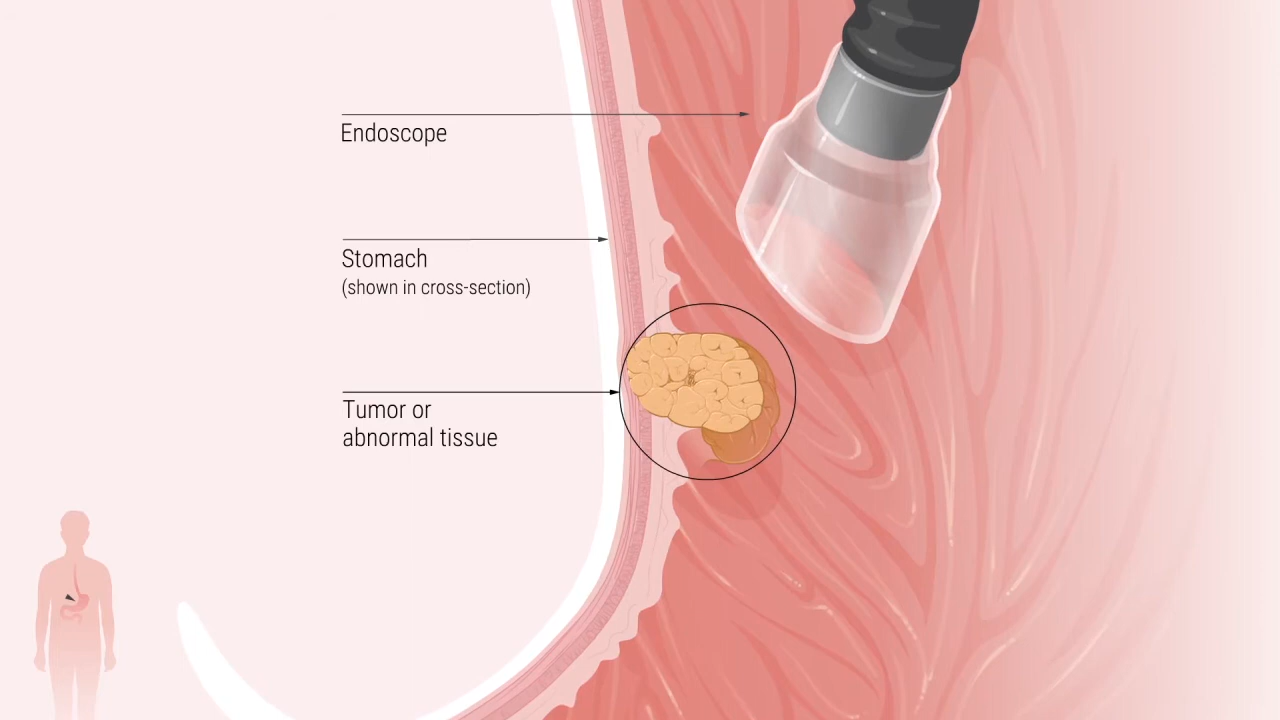 Endoscope
Stomach
(shown in cross-section)
Tumor or
abnormal tissue